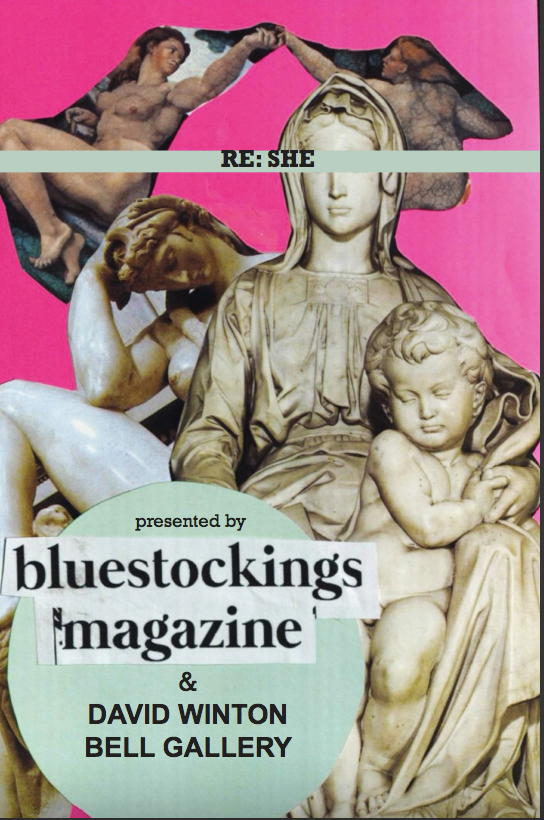 RE: SHE
presented by
bluestockings
magazine
&
DAVID WINTON
BELL GALLERY